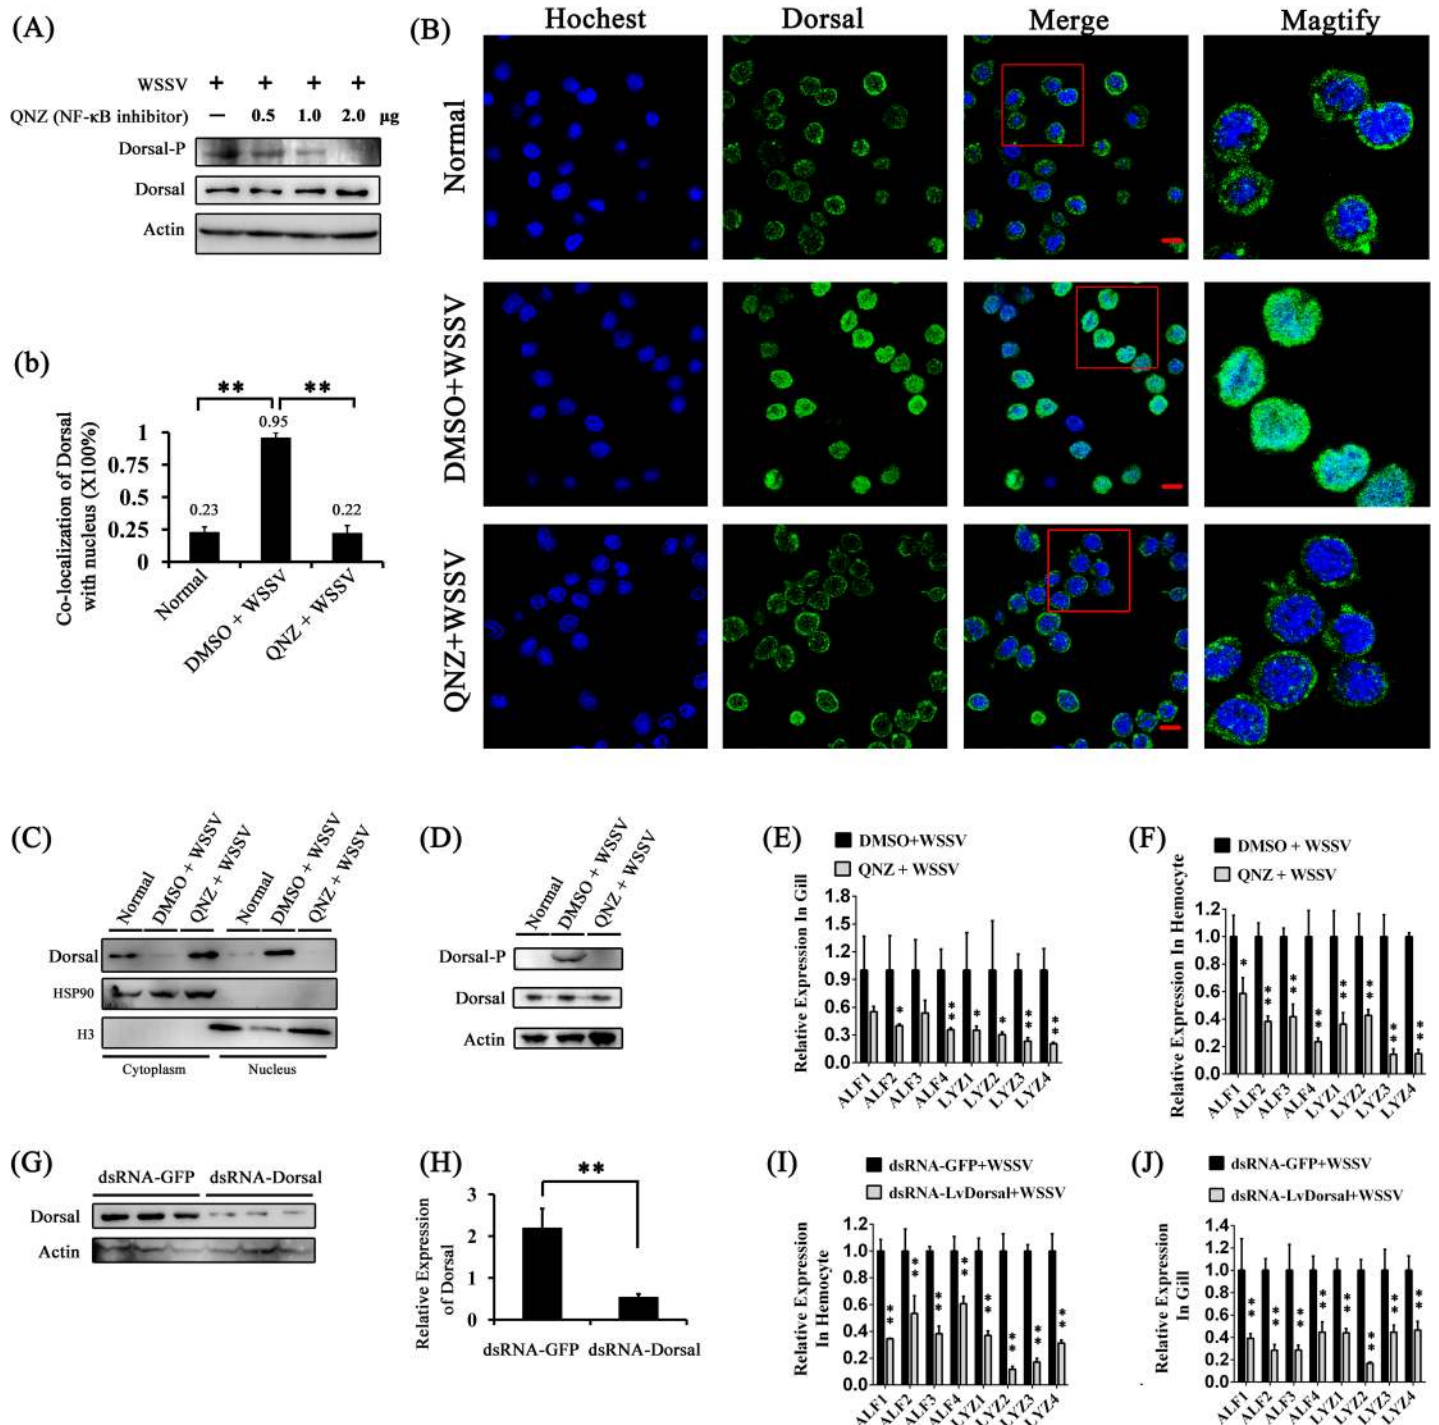 (A)
WSSV + + + +
QNZ (NF-κB inhibitor) — 0.5 1.0 2.0 μg
Dorsal-P
Dorsal
Actin
(b)
Co-localization of Dorsal
with nucleus (X100%)
1
0.75
0.5
0.25
0
** **
0.23
0.95
0.22
Normal
DMSO + WSSV
QNZ + WSSV
(B)
Hochest Dorsal Merge Magtify
Normal
DMSO+WSSV
QNZ+WSSV
(C)
Normal
DMSO + WSSV
QNZ + WSSV
Normal
DMSO + WSSV
QNZ + WSSV
Dorsal
HSP90
H3
Cytoplasm Nucleus
(D)
Normal
DMSO + WSSV
QNZ + WSSV
Dorsal-P
Dorsal
Actin
(E)
DMSO+WSSV
QNZ + WSSV
Relative Expression In Gill
1.8
1.5
1.2
0.9
0.6
0.3
0.0
* ** * * ** **
ALF1 ALF2 ALF3 ALF4 LYZ1 LYZ2 LYZ3 LYZ4
(F)
DMSO + WSSV
QNZ + WSSV
Relative Expression In Hemocyte
1.2
1.0
0.8
0.6
0.4
0.2
0.0
* ** ** ** ** ** ** **
ALF1 ALF2 ALF3 ALF4 LYZ1 LYZ2 LYZ3 LYZ4
(G)
dsRNA-GFP dsRNA-Dorsal
Dorsal
Actin
(H)
Relative Expression
of Dorsal
3
2
1
0
**
dsRNA-GFP dsRNA-Dorsal
(I)
dsRNA-GFP+WSSV
dsRNA-LvDorsal+WSSV
Relative Expression
In Hemocyte
1.2
1.0
0.8
0.6
0.4
0.2
0.0
** ** ** ** ** ** ** **
ALF1 ALF2 ALF3 ALF4 LYZ1 LYZ2 LYZ3 LYZ4
(J)
dsRNA-GFP+WSSV
dsRNA-LvDorsal+WSSV
Relative Expression
In Gill
1.4
1.2
1.0
0.8
0.6
0.4
0.2
0.0
** ** ** ** ** ** ** **
ALF1 ALF2 ALF3 ALF4 LYZ1 LYZ2 LYZ3 LYZ4